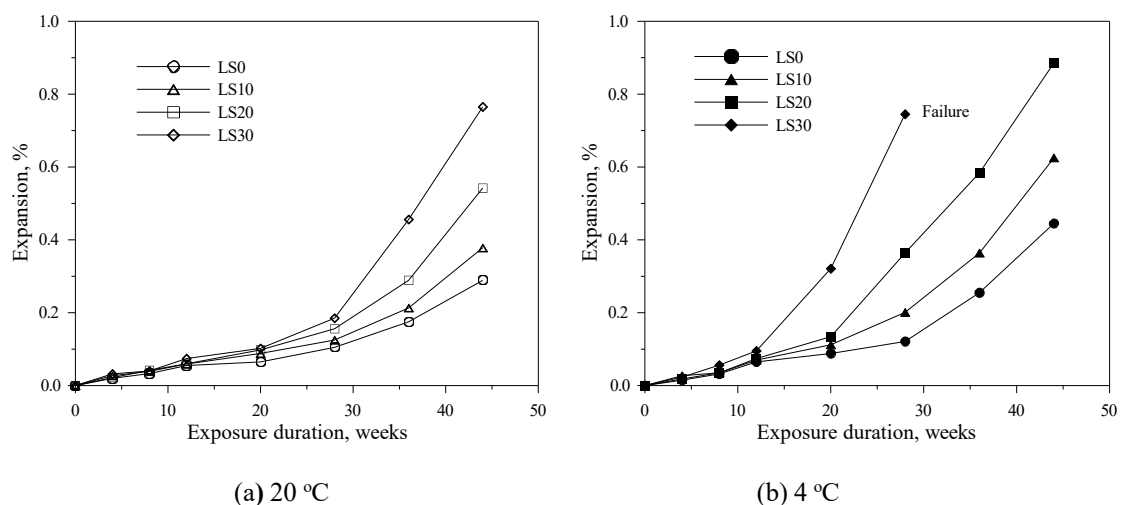 1.0
0.8
0.6
0.4
0.2
0.0
Expansion, %
LS0
LS10
LS20
LS30
0 10 20 30 40 50
Exposure duration, weeks
(a) 20 °C
1.0
0.8
0.6
0.4
0.2
0.0
Expansion, %
LS0
LS10
LS20
LS30
Failure
0 10 20 30 40 50
Exposure duration, weeks
(b) 4 °C